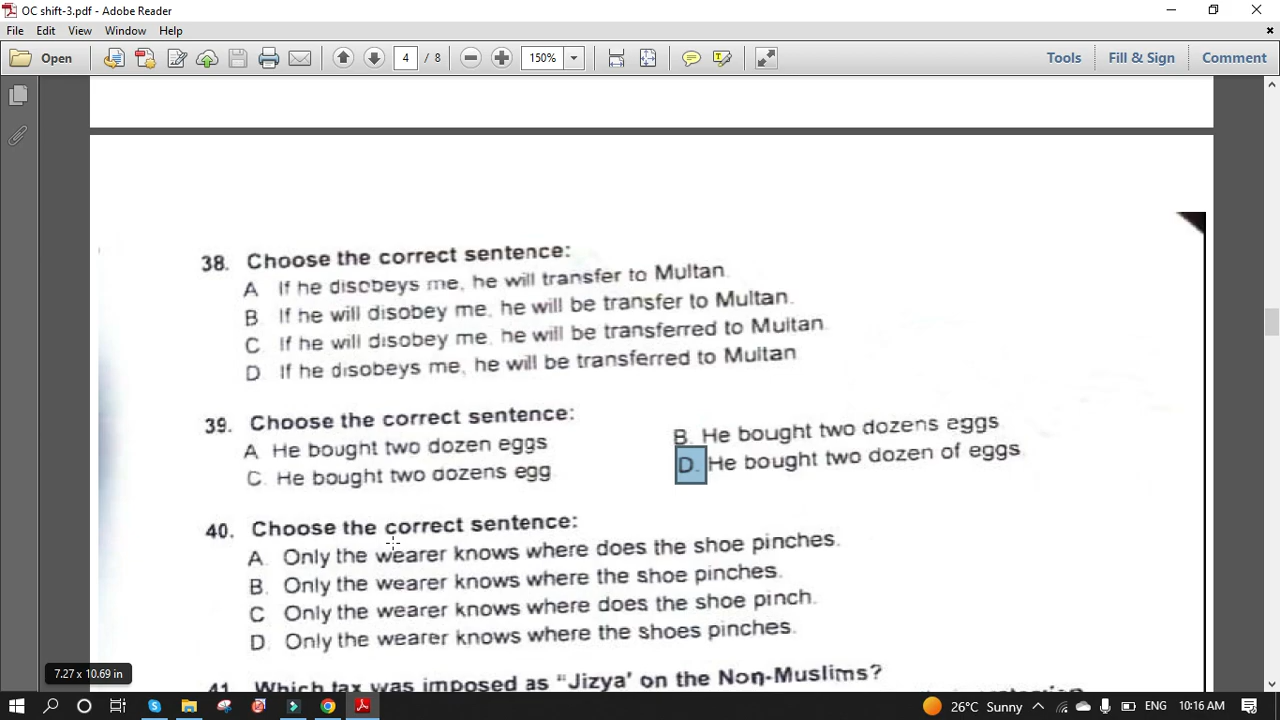 OC shift-3.pdf - Adobe Reader
File Edit View Window Help
Open 4 / 8 150% Tools Fill & Sign Comment
38. Choose the correct sentence:
A If he disobeys me, he will transfer to Multan.
B If he will disobey me, he will be transfer to Multan.
C. If he will disobey me, he will be transferred to Multan.
D. If he disobeys me, he will be transferred to Multan
39. Choose the correct sentence:
A He bought two dozen eggs
B. He bought two dozens eggs.
C. He bought two dozens egg.
D. He bought two dozen of eggs.
40. Choose the correct sentence:
A. Only the wearer knows where does the shoe pinches.
B. Only the wearer knows where the shoe pinches.
C Only the wearer knows where does the shoe pinch.
D. Only the wearer knows where the shoes pinches.
41. Which tax was imposed as "Jizya' on the Non-Muslims?
7.27 x 10.69 in
26°C Sunny ENG 10:16 AM